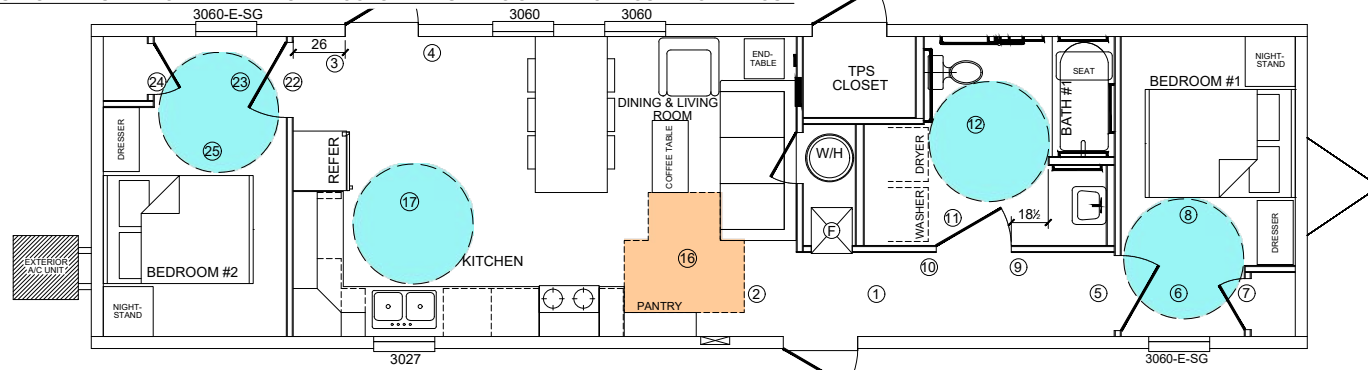 3060-E-SG
3060
3060
26
3
4
24
23
22
25
DRESSER
REFER
17
BEDROOM #2
NIGHT-
STAND
EXTERIOR
A/C UNIT
KITCHEN
3027
END-
TABLE
DINING & LIVING
ROOM
COFFEE TABLE
16
PANTRY
2
1
TPS
CLOSET
W/H
F
DRYER
WASHER
12
11
18½
10
9
SEAT
BATH #1
BEDROOM #1
NIGHT-
STAND
8
DRESSER
5
6
7
3060-E-SG